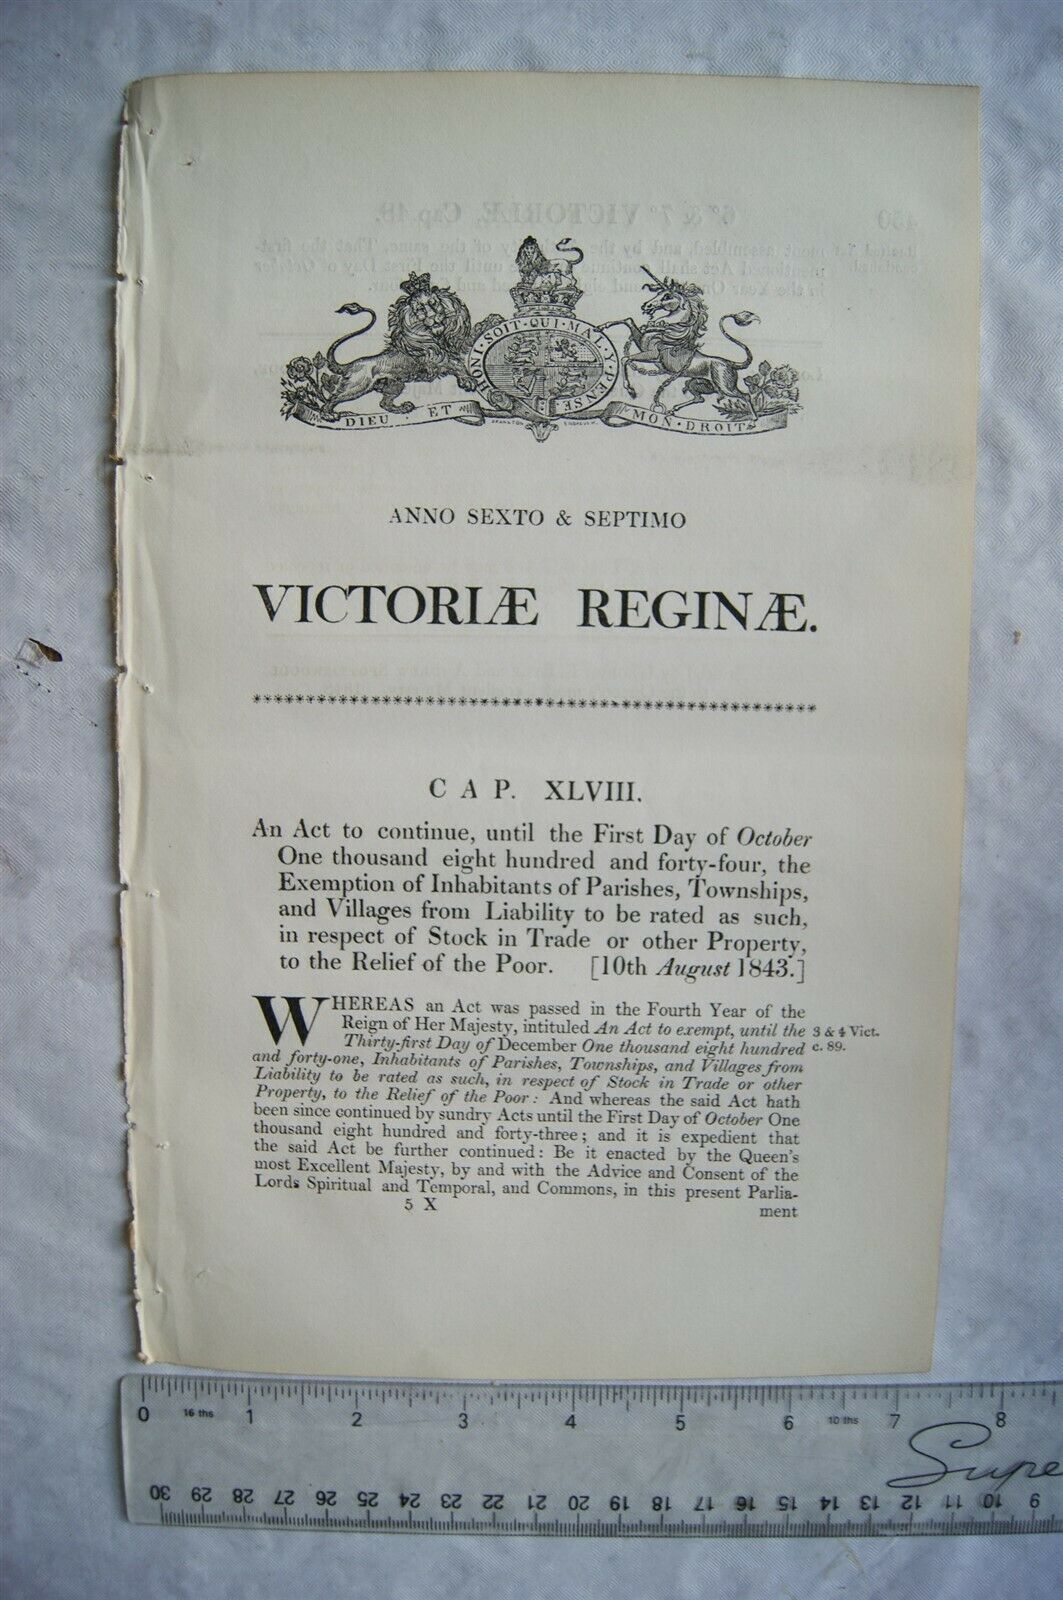 HONI · SOIT · QUI · MAL · Y · PENSE
DIEU · ET
MON · DROIT
ANNO SEXTO & SEPTIMO
VICTORIÆ REGINÆ.
CAP. XLVIII.
An Act to continue, until the First Day of October
One thousand eight hundred and forty-four, the
Exemption of Inhabitants of Parishes, Townships,
and Villages from Liability to be rated as such,
in respect of Stock in Trade or other Property,
to the Relief of the Poor. [10th August 1843.]
WHEREAS an Act was passed in the Fourth Year of the
Reign of Her Majesty, intituled An Act to exempt, until the 3 & 4 Vict.
Thirty-first Day of December One thousand eight hundred c. 89.
and forty-one, Inhabitants of Parishes, Townships, and Villages from
Liability to be rated as such, in respect of Stock in Trade or other
Property, to the Relief of the Poor: And whereas the said Act hath
been since continued by sundry Acts until the First Day of October One
thousand eight hundred and forty-three; and it is expedient that
the said Act be further continued: Be it enacted by the Queen's
most Excellent Majesty, by and with the Advice and Consent of the
Lords Spiritual and Temporal, and Commons, in this present Parlia-
5 X ment
0 16 ths 1 2 3 4 5 6 10 ths 7 8
Supe
30 29 28 27 26 25 24 23 22 21 20 19 18 17 16 15 14 13 12 11 10 9